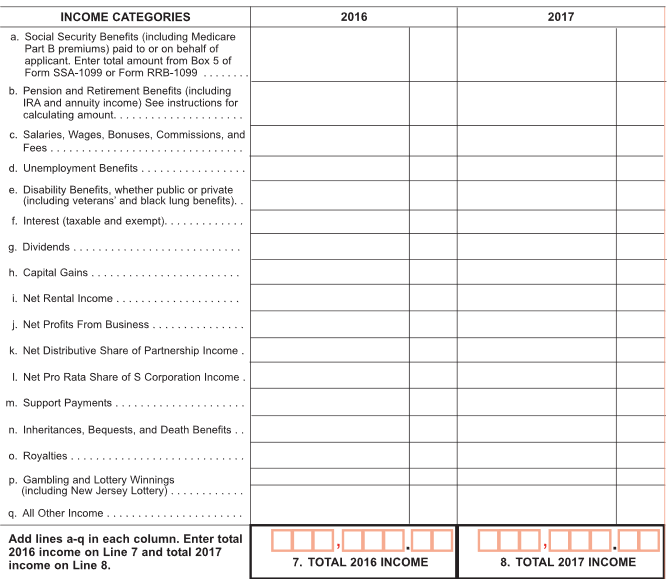 INCOME CATEGORIES 2016 2017
a. Social Security Benefits (including Medicare
Part B premiums) paid to or on behalf of
applicant. Enter total amount from Box 5 of
Form SSA-1099 or Form RRB-1099 . . . . . . .
b. Pension and Retirement Benefits (including
IRA and annuity income) See instructions for
calculating amount. . . . . . . . . . . . . . . . . . . . .
c. Salaries, Wages, Bonuses, Commissions, and
Fees . . . . . . . . . . . . . . . . . . . . . . . . . . . . . . .
d. Unemployment Benefits . . . . . . . . . . . . . . . . .
e. Disability Benefits, whether public or private
(including veterans' and black lung benefits). .
f. Interest (taxable and exempt). . . . . . . . . . . . .
g. Dividends . . . . . . . . . . . . . . . . . . . . . . . . . . .
h. Capital Gains . . . . . . . . . . . . . . . . . . . . . . . .
i. Net Rental Income . . . . . . . . . . . . . . . . . . . .
j. Net Profits From Business . . . . . . . . . . . . . . .
k. Net Distributive Share of Partnership Income .
l. Net Pro Rata Share of S Corporation Income .
m. Support Payments . . . . . . . . . . . . . . . . . . . . .
n. Inheritances, Bequests, and Death Benefits . .
o. Royalties . . . . . . . . . . . . . . . . . . . . . . . . . . . .
p. Gambling and Lottery Winnings
(including New Jersey Lottery) . . . . . . . . . . . .
q. All Other Income . . . . . . . . . . . . . . . . . . . . . .
Add lines a-q in each column. Enter total
2016 income on Line 7 and total 2017
income on Line 8.
, .
7. TOTAL 2016 INCOME
, .
8. TOTAL 2017 INCOME